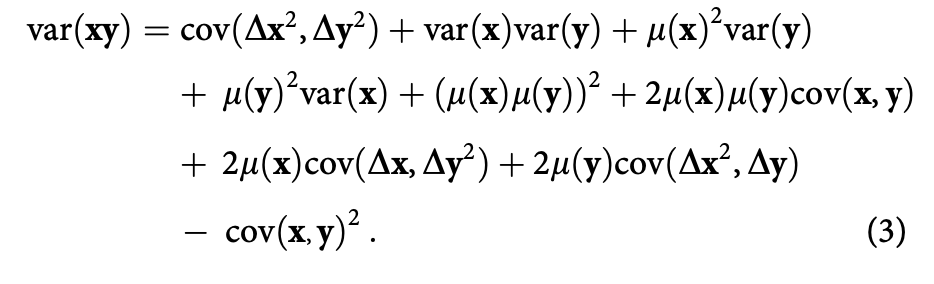 var(xy) = cov(Δx², Δy²) + var(x)var(y) + μ(x)²var(y)
+ μ(y)²var(x) + (μ(x)μ(y))² + 2μ(x)μ(y)cov(x, y)
+ 2μ(x)cov(Δx, Δy²) + 2μ(y)cov(Δx², Δy)
− cov(x, y)². (3)